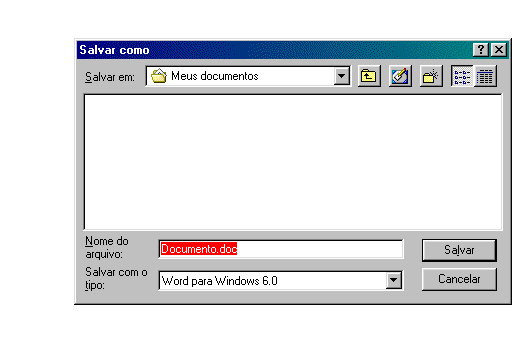 Salvar como
Salvar em: Meus documentos
Nome do
arquivo: Documento.doc Salvar
Salvar com o
tipo: Word para Windows 6.0 Cancelar